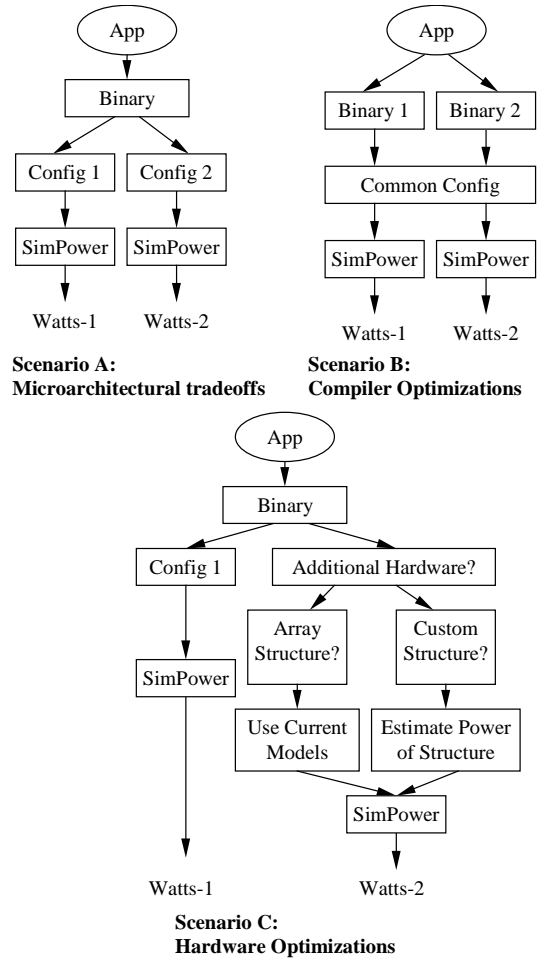 App
Binary
Config 1
Config 2
SimPower
SimPower
Watts-1
Watts-2
Scenario A:
Microarchitectural tradeoffs
App
Binary 1
Binary 2
Common Config
SimPower
SimPower
Watts-1
Watts-2
Scenario B:
Compiler Optimizations
App
Binary
Config 1
Additional Hardware?
Array
Structure?
Custom
Structure?
SimPower
Use Current
Models
Estimate Power
of Structure
SimPower
Watts-1
Watts-2
Scenario C:
Hardware Optimizations